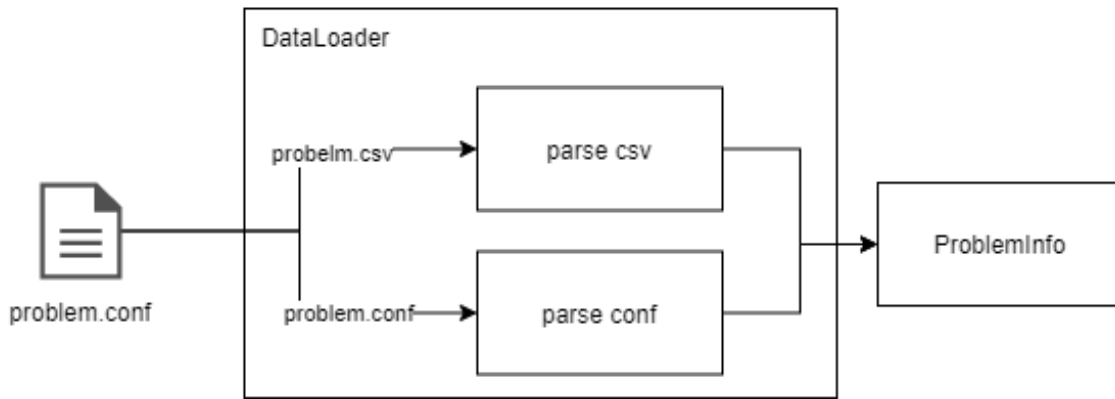 DataLoader
probelm.csv
parse csv
problem.conf
ProblemInfo
problem.conf
parse conf